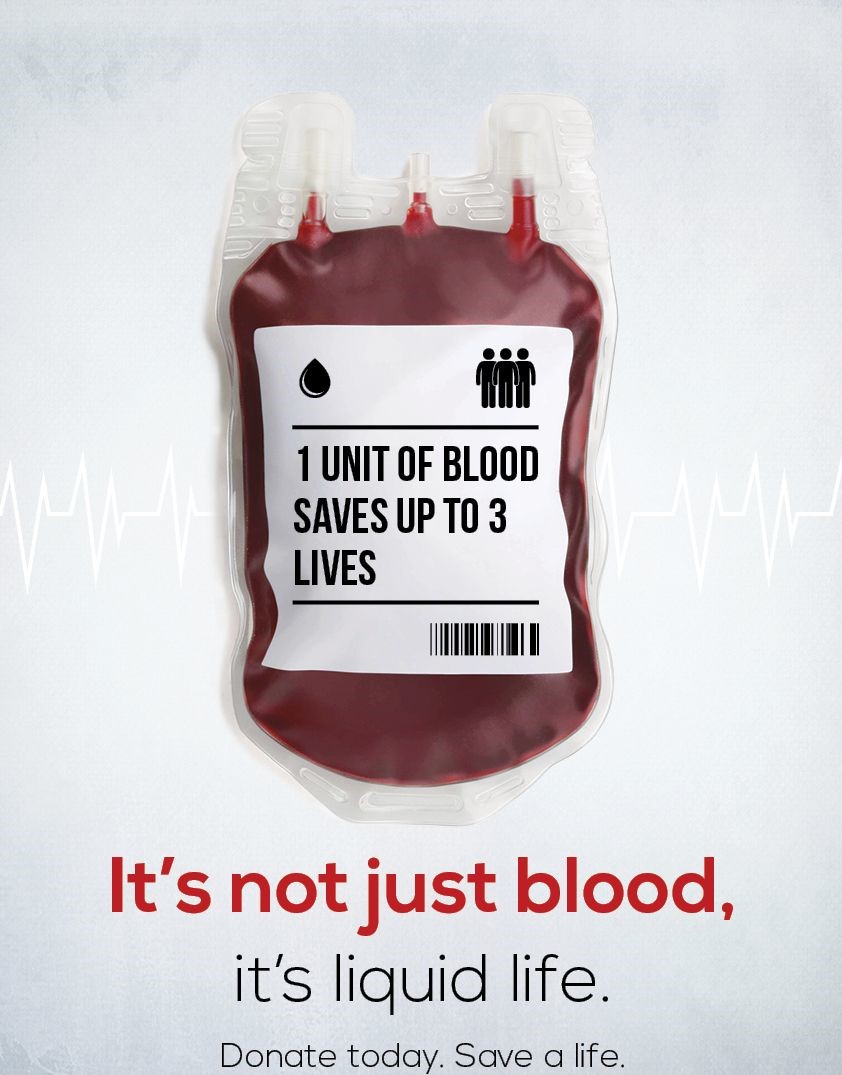 1 UNIT OF BLOOD
SAVES UP TO 3
LIVES
It's not just blood,
it's liquid life.
Donate today. Save a life.